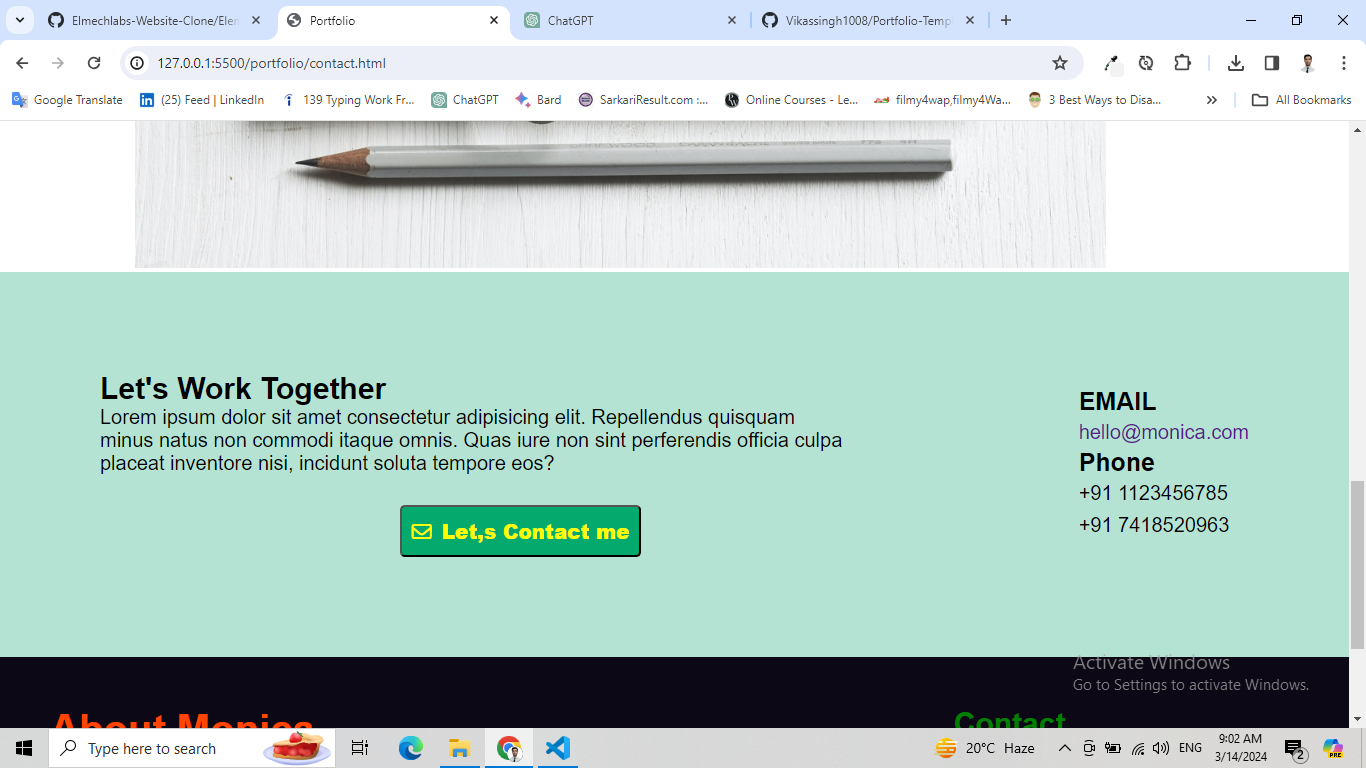 Elmechlabs-Website-Clone/Elen
Portfolio
ChatGPT
Vikassingh1008/Portfolio-Temp
127.0.0.1:5500/portfolio/contact.html
Google Translate
(25) Feed | LinkedIn
139 Typing Work Fr...
ChatGPT
Bard
SarkariResult.com :...
Online Courses - Le...
filmy4wap,filmy4Wa...
3 Best Ways to Disa...
All Bookmarks
Let's Work Together
Lorem ipsum dolor sit amet consectetur adipisicing elit. Repellendus quisquam
minus natus non commodi itaque omnis. Quas iure non sint perferendis officia culpa
placeat inventore nisi, incidunt soluta tempore eos?
Let,s Contact me
EMAIL
hello@monica.com
Phone
+91 1123456785
+91 7418520963
Activate Windows
Go to Settings to activate Windows.
About Monica
Contact
Type here to search
20°C Haze
ENG
9:02 AM
3/14/2024
2
PRE